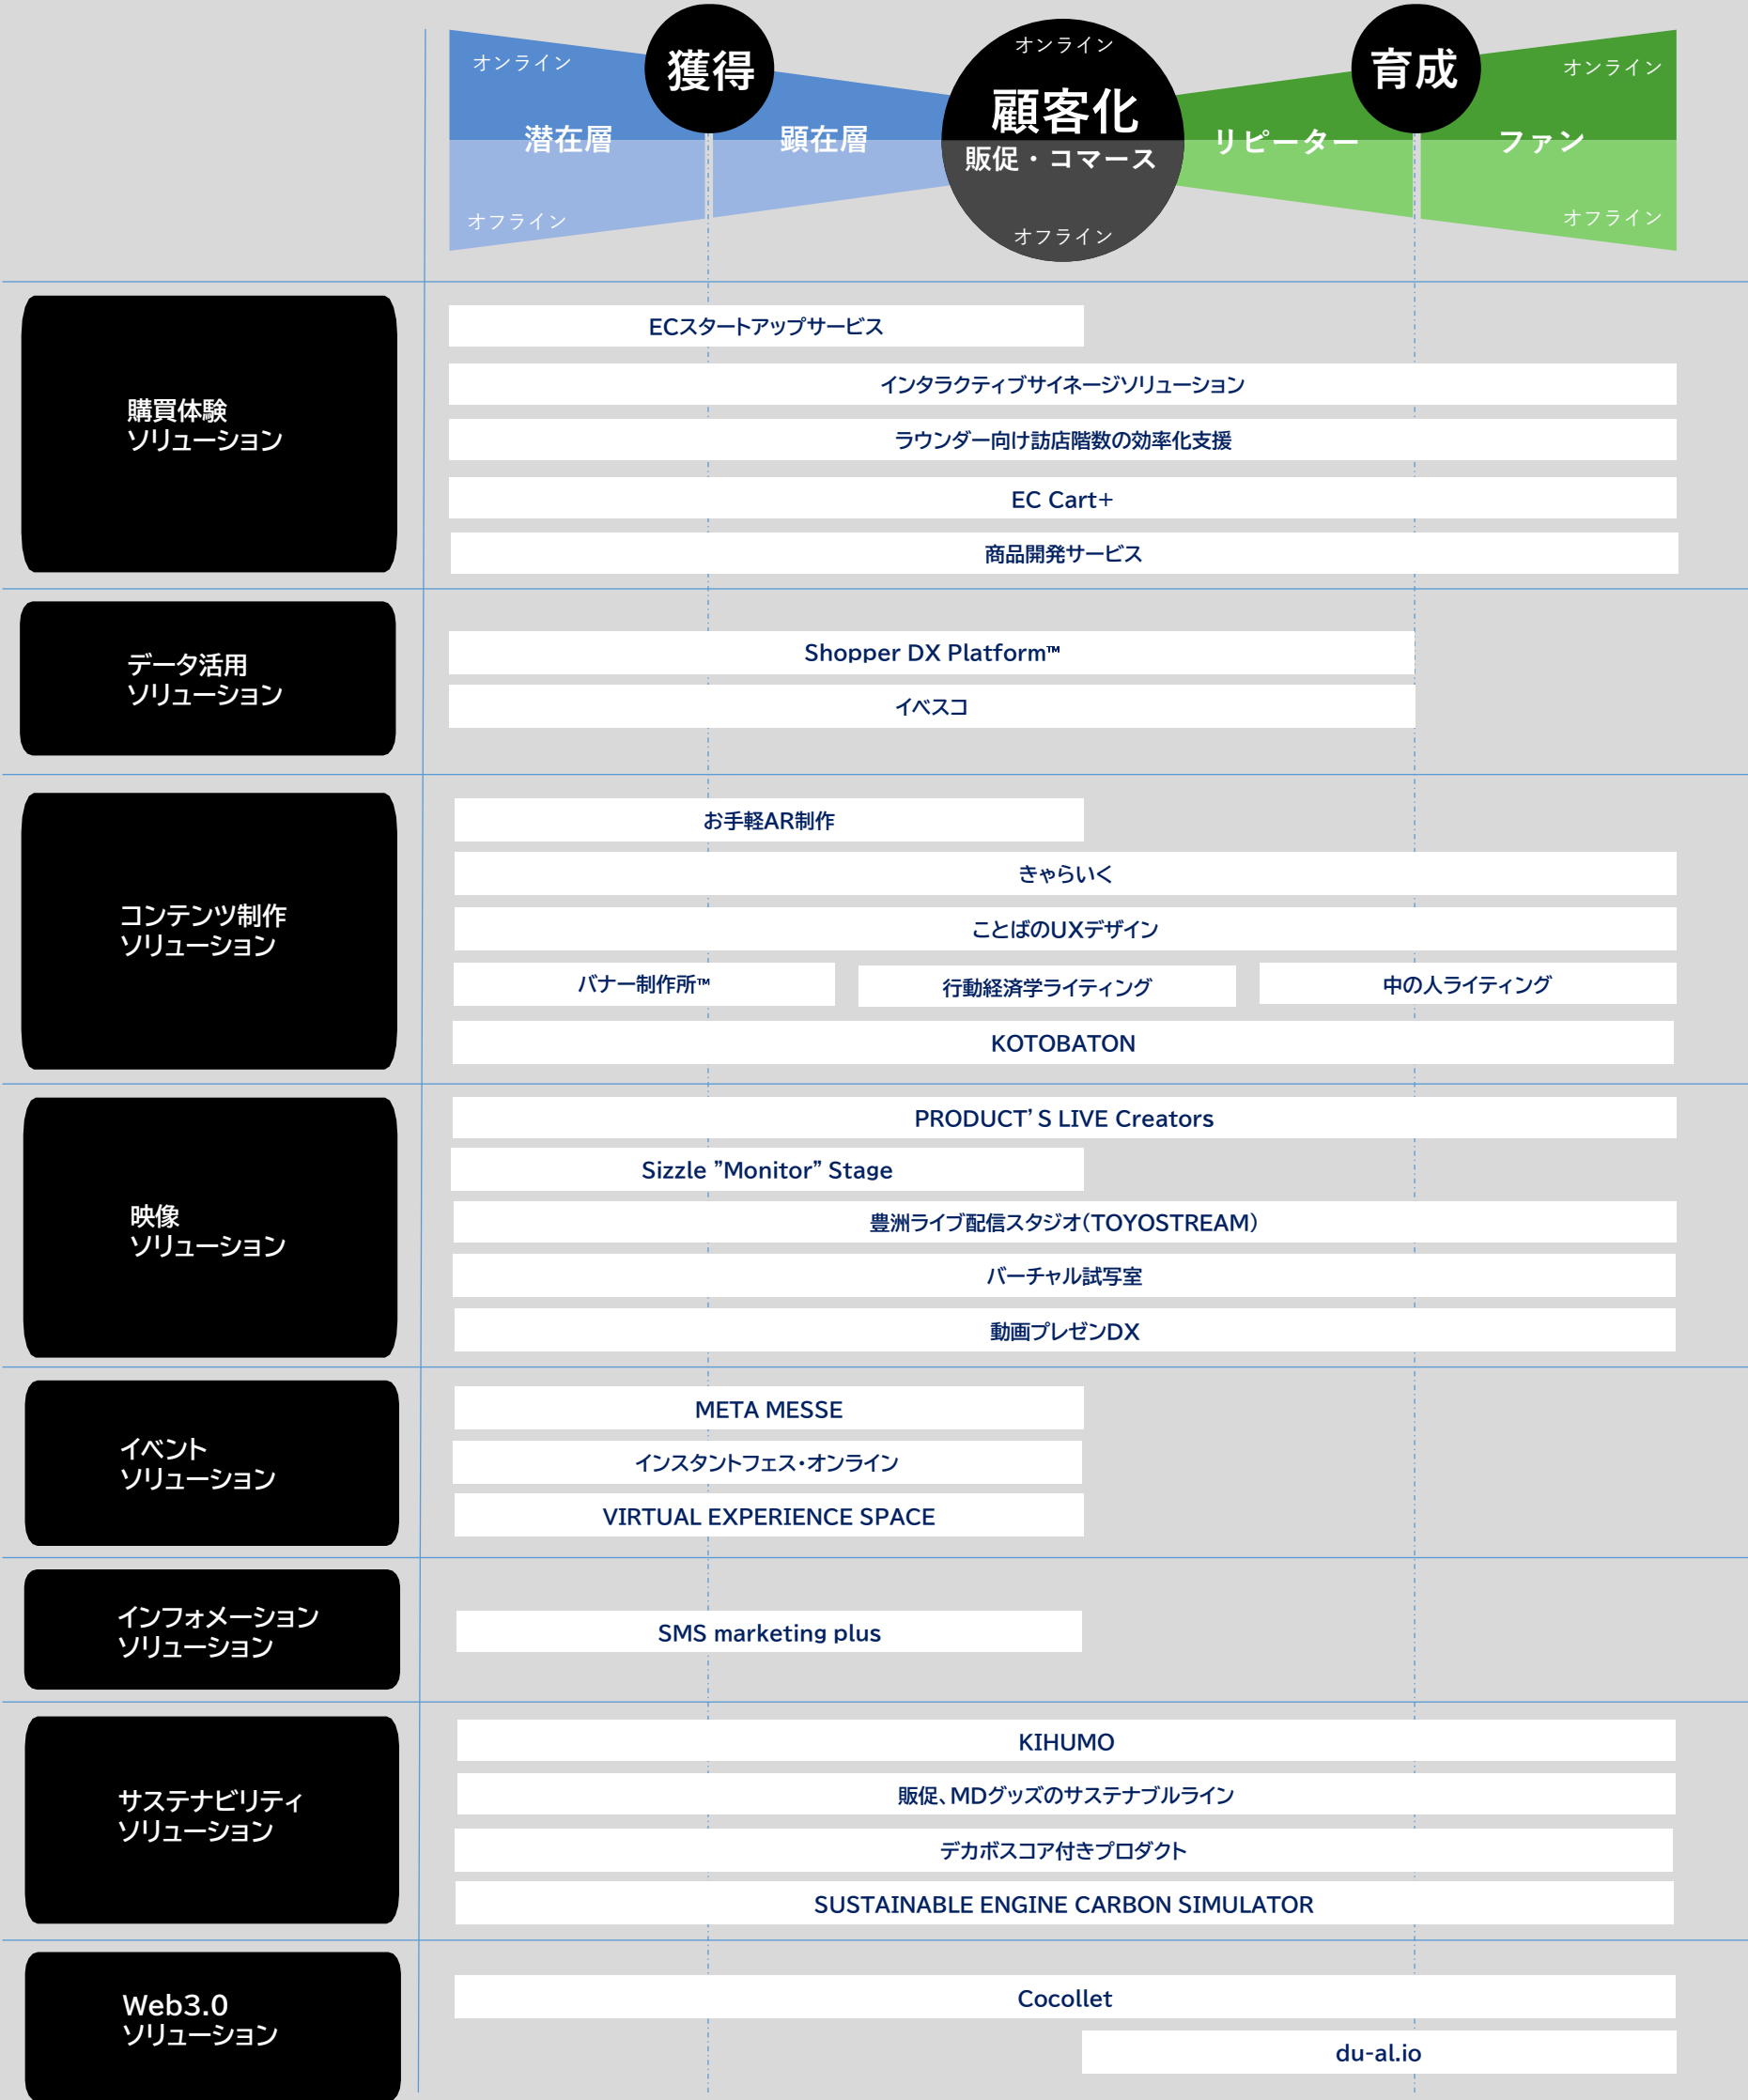 オンライン
獲得
潜在層
顕在層
オフライン
オンライン
顧客化
販促・コマース
オフライン
育成
オンライン
リピーター
ファン
オフライン
購買体験
ソリューション
ECスタートアップサービス
インタラクティブサイネージソリューション
ラウンダー向け訪店階数の効率化支援
EC Cart+
商品開発サービス
データ活用
ソリューション
Shopper DX Platform™
イベスコ
コンテンツ制作
ソリューション
お手軽AR制作
きゃらいく
ことばのUXデザイン
バナー制作所™
行動経済学ライティング
中の人ライティング
KOTOBATON
映像
ソリューション
PRODUCT’S LIVE Creators
Sizzle ”Monitor” Stage
豊洲ライブ配信スタジオ(TOYOSTREAM)
バーチャル試写室
動画プレゼンDX
イベント
ソリューション
META MESSE
インスタントフェス・オンライン
VIRTUAL EXPERIENCE SPACE
インフォメーション
ソリューション
SMS marketing plus
サステナビリティ
ソリューション
KIHUMO
販促、MDグッズのサステナブルライン
デカボスコア付きプロダクト
SUSTAINABLE ENGINE CARBON SIMULATOR
Web3.0
ソリューション
Cocollet
du-al.io